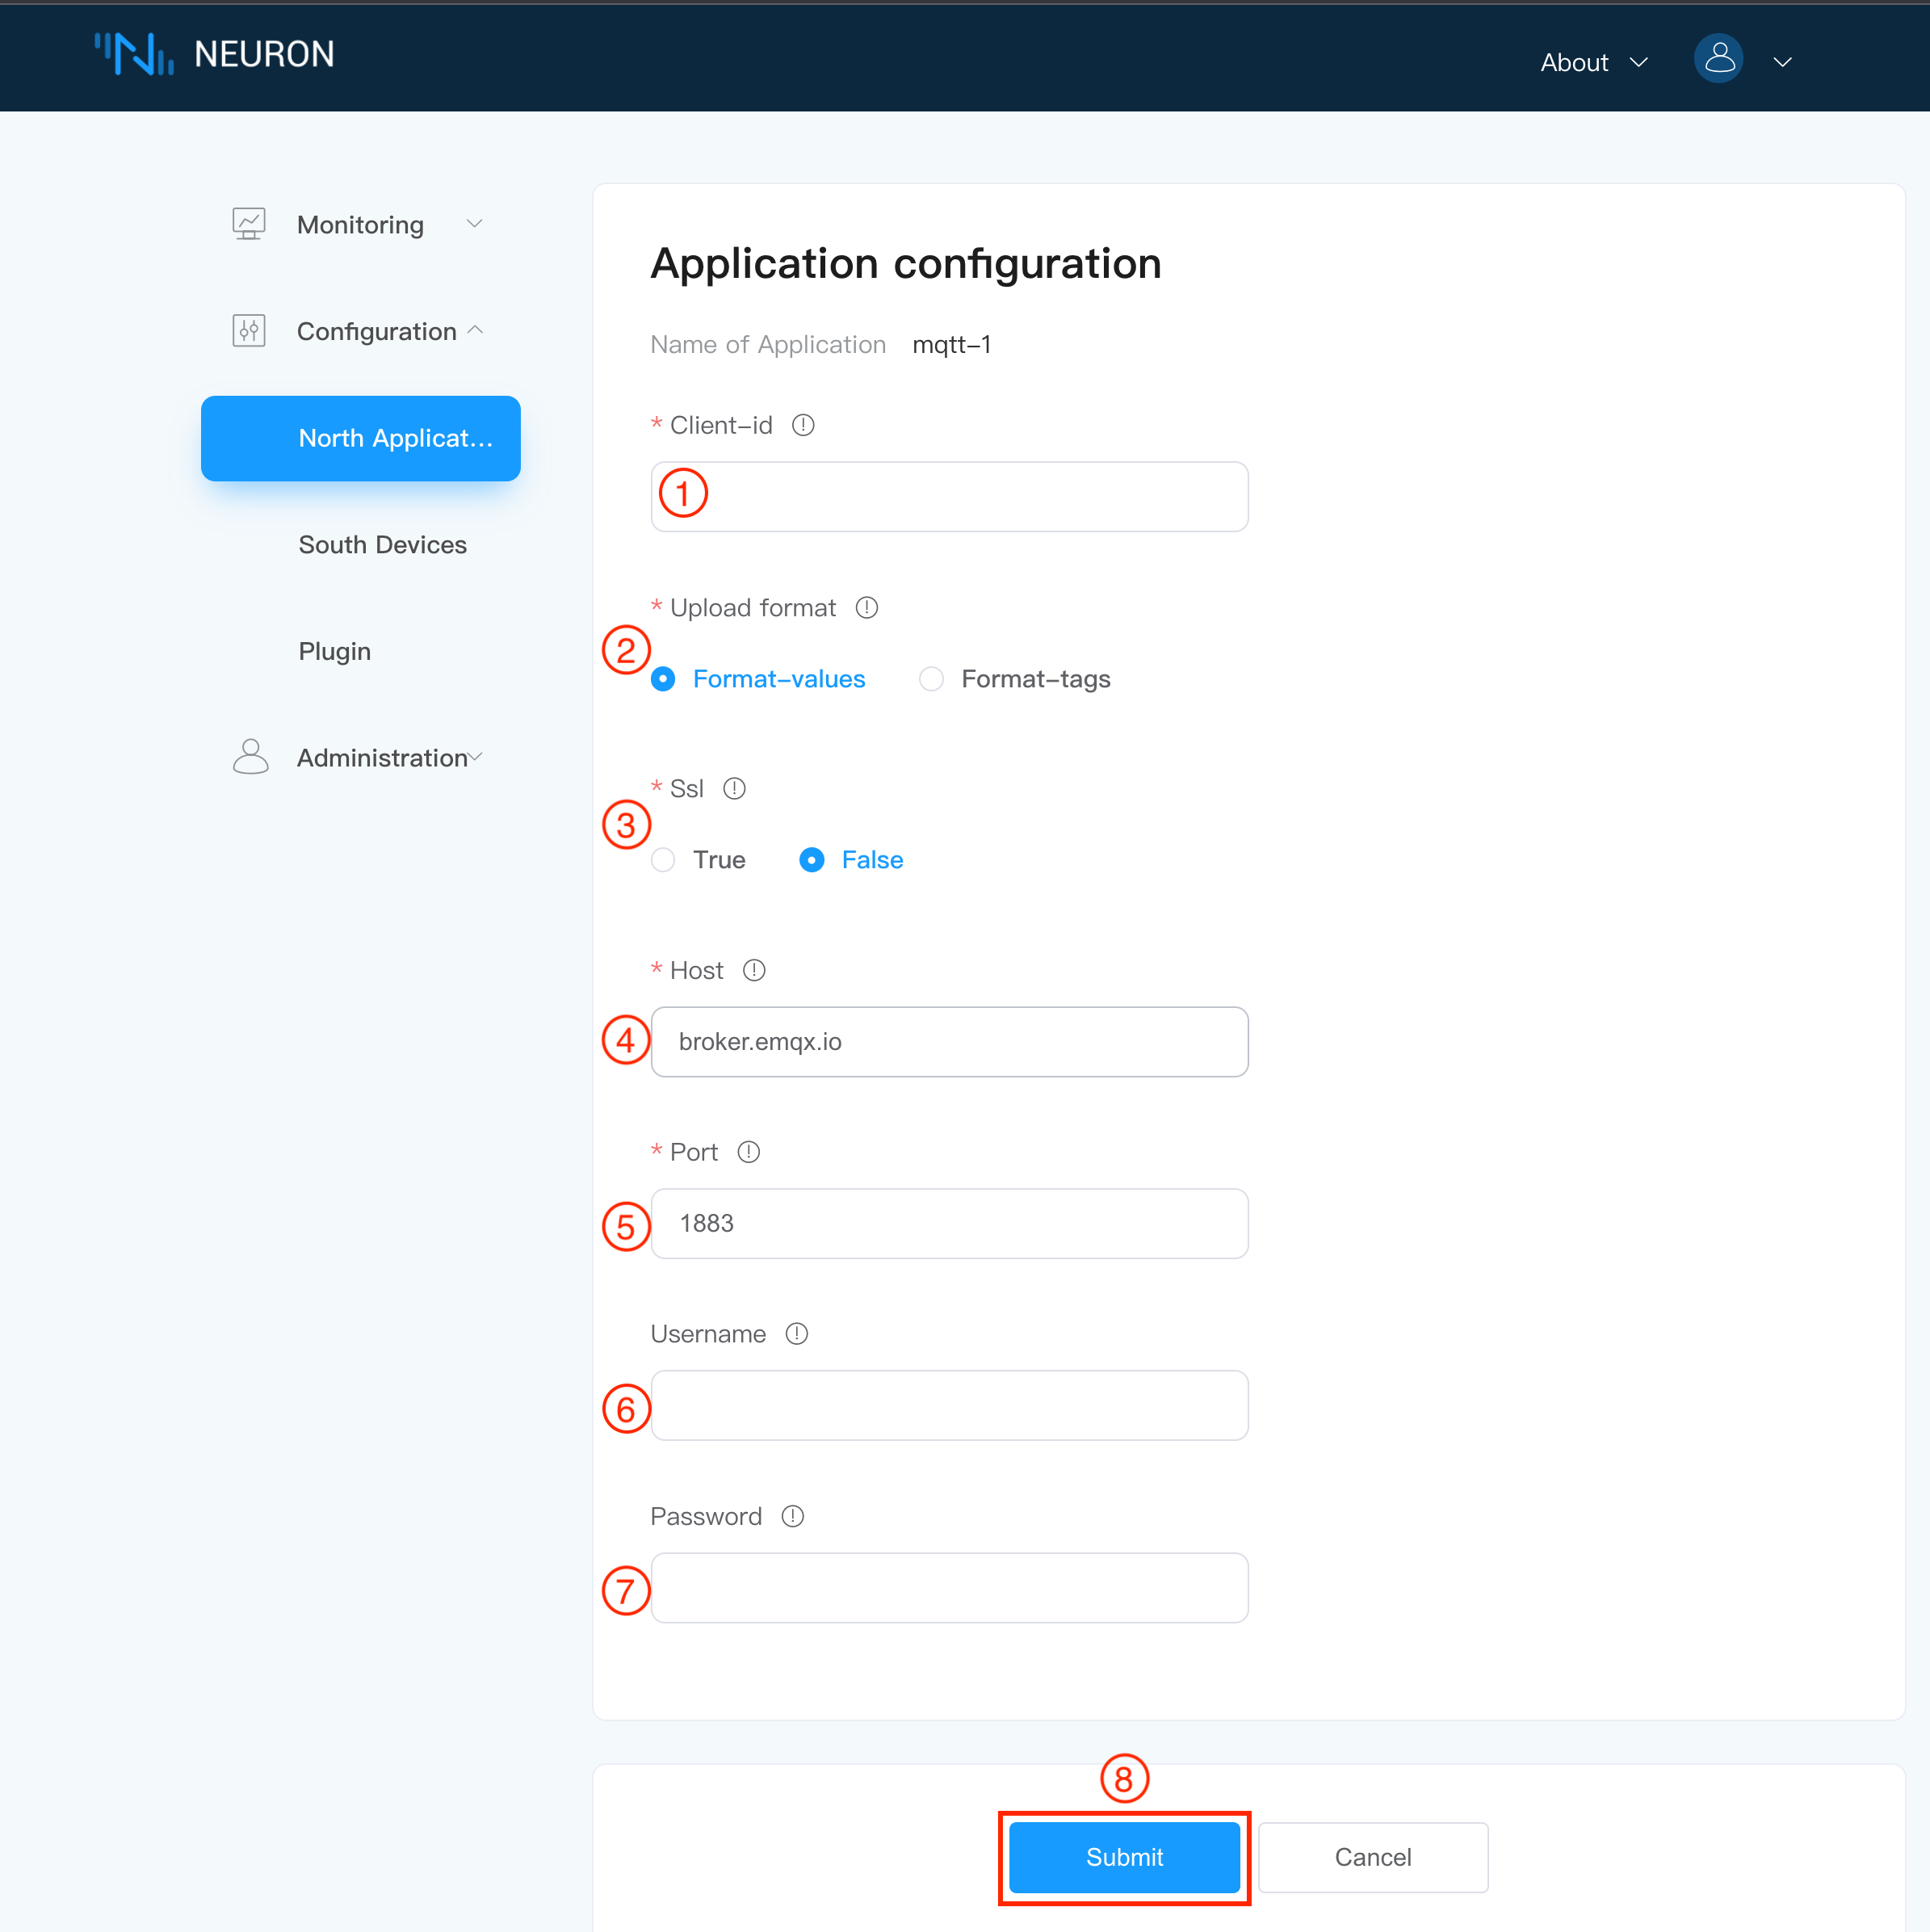 NEURON
About
Monitoring
Configuration
North Applicat...
South Devices
Plugin
Administration
Application configuration
Name of Application mqtt-1
* Client-id
1
* Upload format
2
Format-values Format-tags
* Ssl
3
True False
* Host
4 broker.emqx.io
* Port
5 1883
Username
6
Password
7
8
Submit Cancel